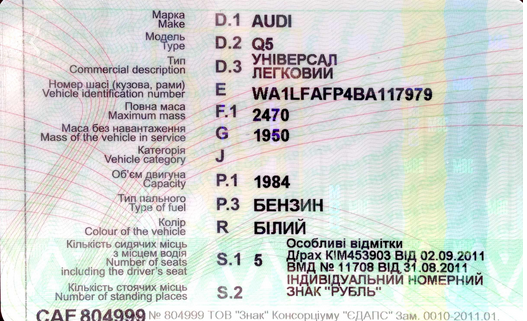 Марка D.1 AUDI
Make
Модель D.2 Q5
Type
Тип D.3 УНІВЕРСАЛ
Commercial description ЛЕГКОВИЙ
Номер шасі (кузова, рами) E WA1LFAFP4BA117979
Vehicle identification number
Повна маса F.1 2470
Maximum mass
Маса без навантаження G 1950
Mass of the vehicle in service
Категорія J
Vehicle category
Об'єм двигуна P.1 1984
Capacity
Тип пального P.3 БЕНЗИН
Type of fuel
Колір R БІЛИЙ
Colour of the vehicle
Кількість сидячих місць Особливі відмітки
з місцем водія S.1 5 Д/рах КІМ453903 ВІД 02.09.2011
Number of seats ВМД № 11708 ВІД 31.08.2011
including the driver's seat ІНДИВІДУАЛЬНИЙ НОМЕРНИЙ
Кількість стоячих місць S.2 ЗНАК "РУБЛЬ"
Number of standing places
САЕ 804999 № 804999 ТОВ "Знак" Консорціуму "ЄДАПС" Зам. 0010-2011.01.